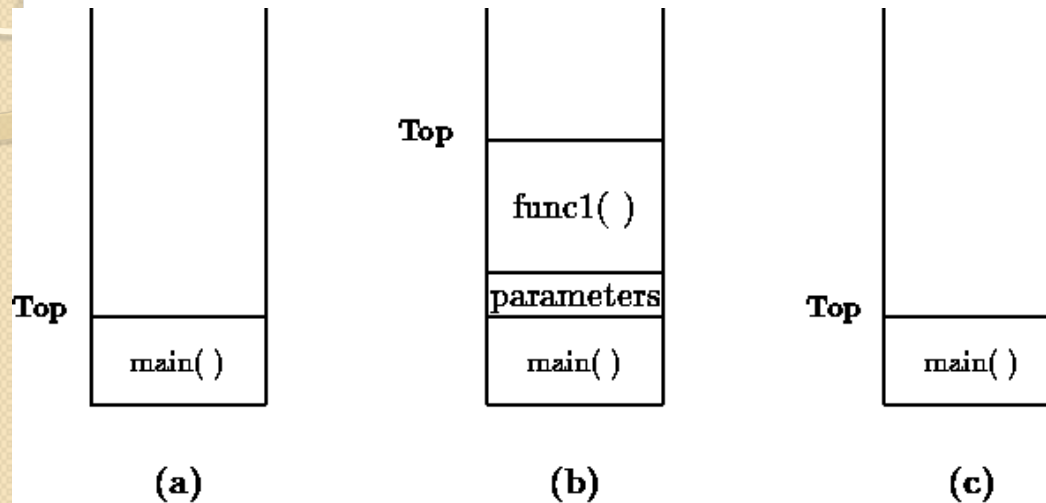 Top
func1( )
parameters
Top
main( )
main( )
Top
main( )
(a)
(b)
(c)